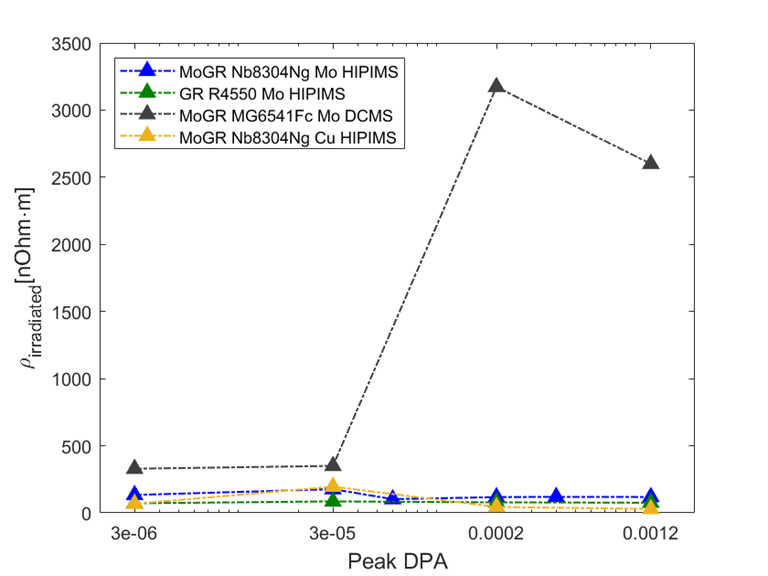 3500
3000
2500
2000
1500
1000
500
0
ρirradiated[nOhm·m]
MoGR Nb8304Ng Mo HIPIMS
GR R4550 Mo HIPIMS
MoGR MG6541Fc Mo DCMS
MoGR Nb8304Ng Cu HIPIMS
3e-06 3e-05 0.0002 0.0012
Peak DPA